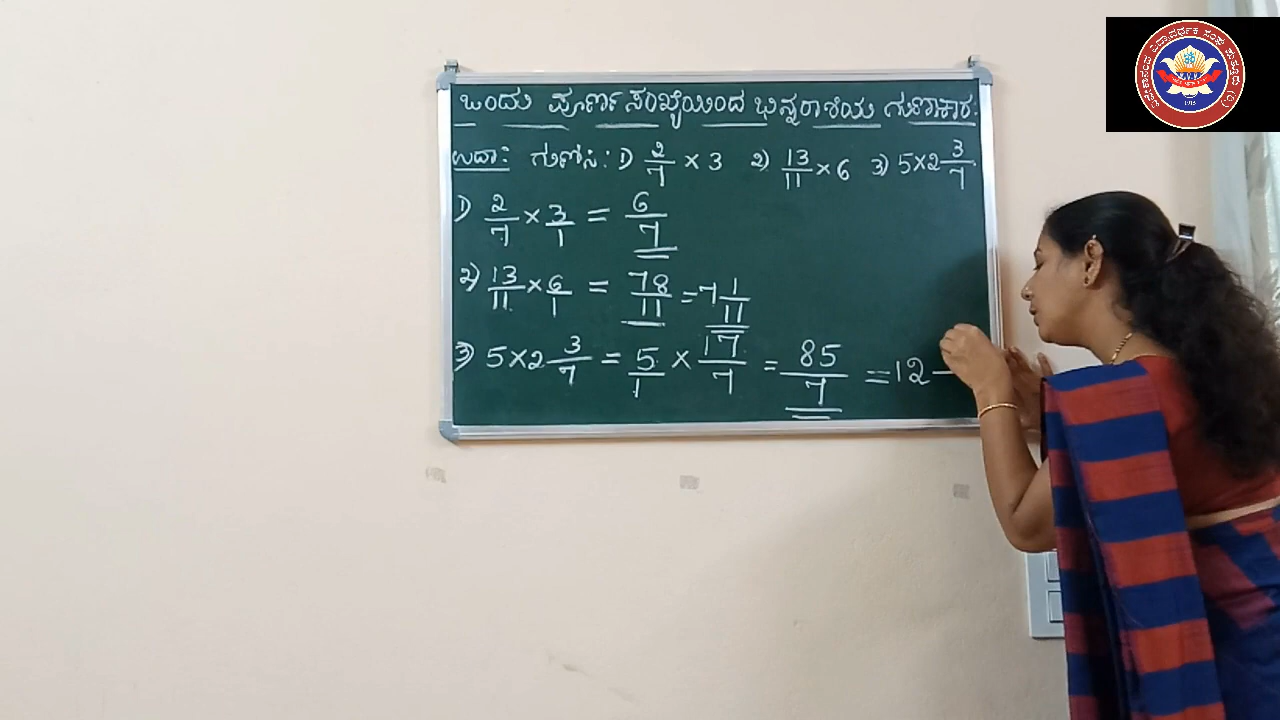 ಒಂದು ಪೂರ್ಣಸಂಖ್ಯೆಯಿಂದ ಭಿನ್ನರಾಶಿಯ ಗುಣಾಕಾರ:
ಉದಾ: ಗುಣಿಸಿ: 1) 2/7 × 3 2) 13/11 × 6 3) 5×2 3/7
1) 2/7 × 3/1 = 6/7
2) 13/11 × 6/1 = 78/11 = 7 1/11
3) 5×2 3/7 = 5/1 × 17/7 = 85/7 = 12
1915